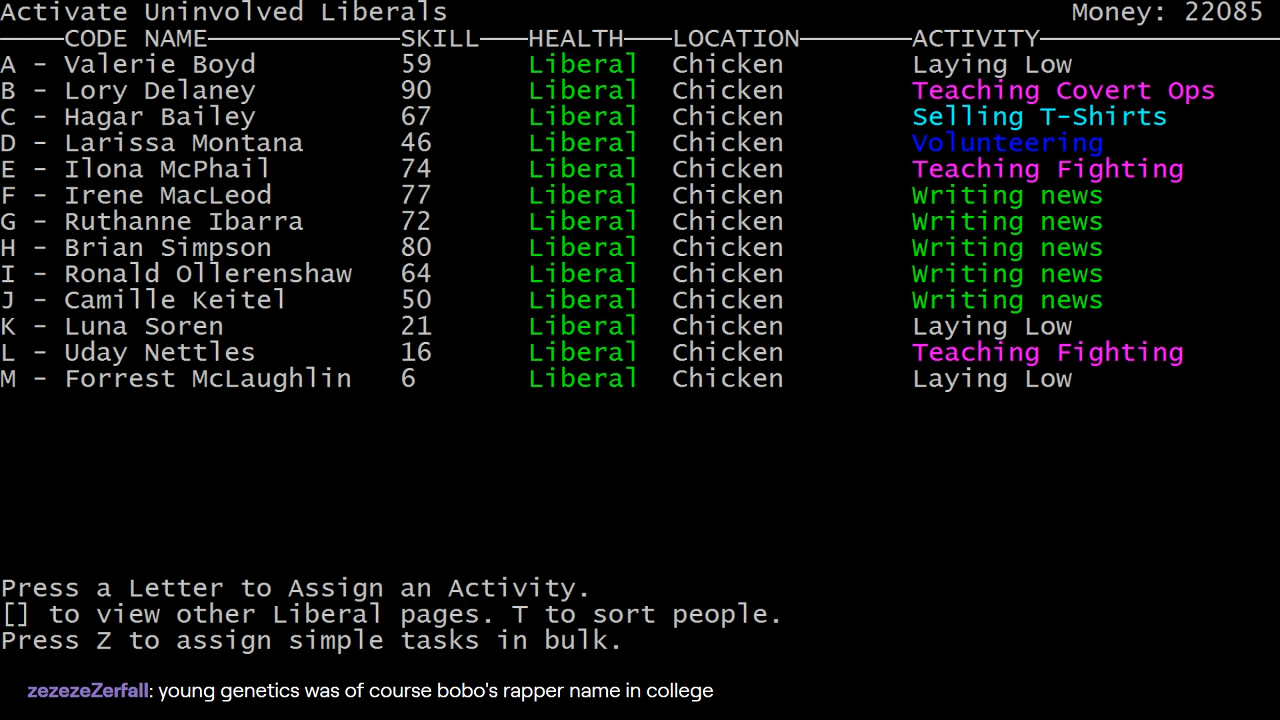 Activate Uninvolved Liberals Money: 22085
CODE NAME SKILL HEALTH LOCATION ACTIVITY
A - Valerie Boyd 59 Liberal Chicken Laying Low
B - Lory Delaney 90 Liberal Chicken Teaching Covert Ops
C - Hagar Bailey 67 Liberal Chicken Selling T-Shirts
D - Larissa Montana 46 Liberal Chicken Volunteering
E - Ilona McPhail 74 Liberal Chicken Teaching Fighting
F - Irene MacLeod 77 Liberal Chicken Writing news
G - Ruthanne Ibarra 72 Liberal Chicken Writing news
H - Brian Simpson 80 Liberal Chicken Writing news
I - Ronald Ollerenshaw 64 Liberal Chicken Writing news
J - Camille Keitel 50 Liberal Chicken Writing news
K - Luna Soren 21 Liberal Chicken Laying Low
L - Uday Nettles 16 Liberal Chicken Teaching Fighting
M - Forrest McLaughlin 6 Liberal Chicken Laying Low
Press a Letter to Assign an Activity.
[] to view other Liberal pages. T to sort people.
Press Z to assign simple tasks in bulk.
zezezeZerfall: young genetics was of course bobo's rapper name in college